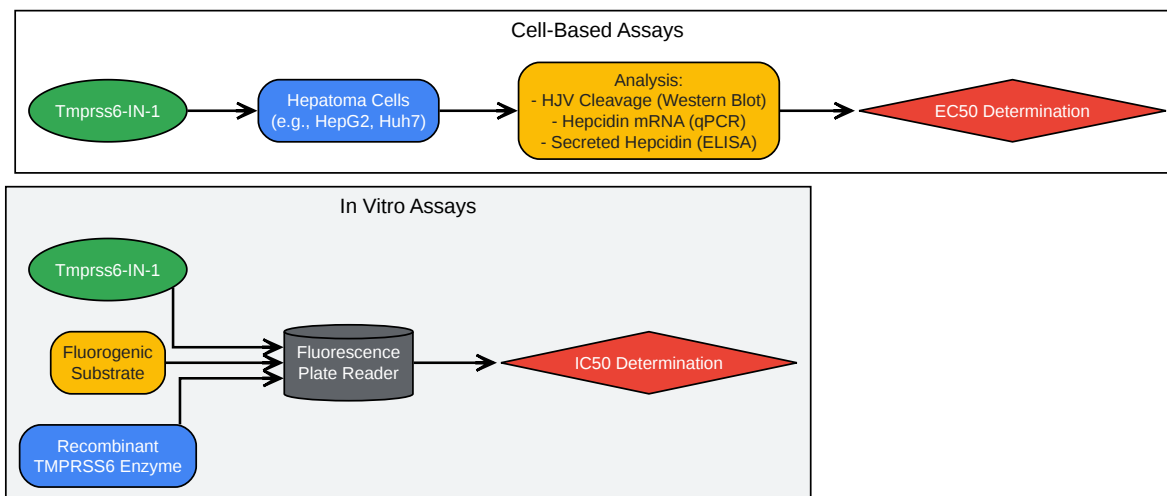 Cell-Based Assays
Tmprss6-IN-1
Hepatoma Cells
(e.g., HepG2, Huh7)
Analysis:
- HJV Cleavage (Western Blot)
- Hepcidin mRNA (qPCR)
- Secreted Hepcidin (ELISA)
EC50 Determination
In Vitro Assays
Tmprss6-IN-1
Fluorogenic
Substrate
Recombinant
TMPRSS6 Enzyme
Fluorescence
Plate Reader
IC50 Determination